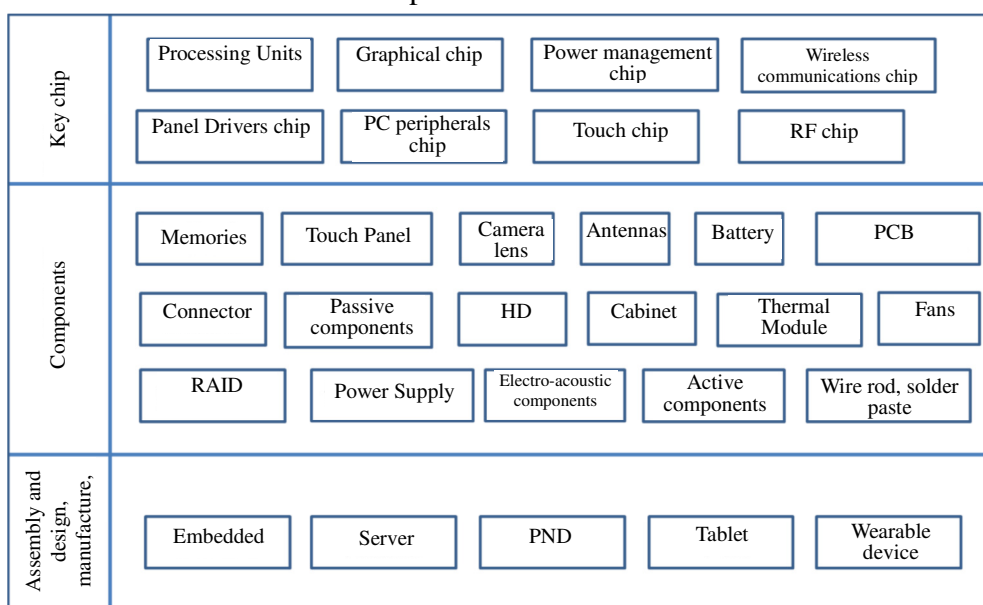 Key chip
Processing Units
Graphical chip
Power management
chip
Wireless
communications chip
Panel Drivers chip
PC peripherals
chip
Touch chip
RF chip
Components
Memories
Touch Panel
Camera
lens
Antennas
Battery
PCB
Connector
Passive
components
HD
Cabinet
Thermal
Module
Fans
RAID
Power Supply
Electro-acoustic
components
Active
components
Wire rod, solder
paste
Assembly and
design,
manufacture,
Embedded
Server
PND
Tablet
Wearable
device